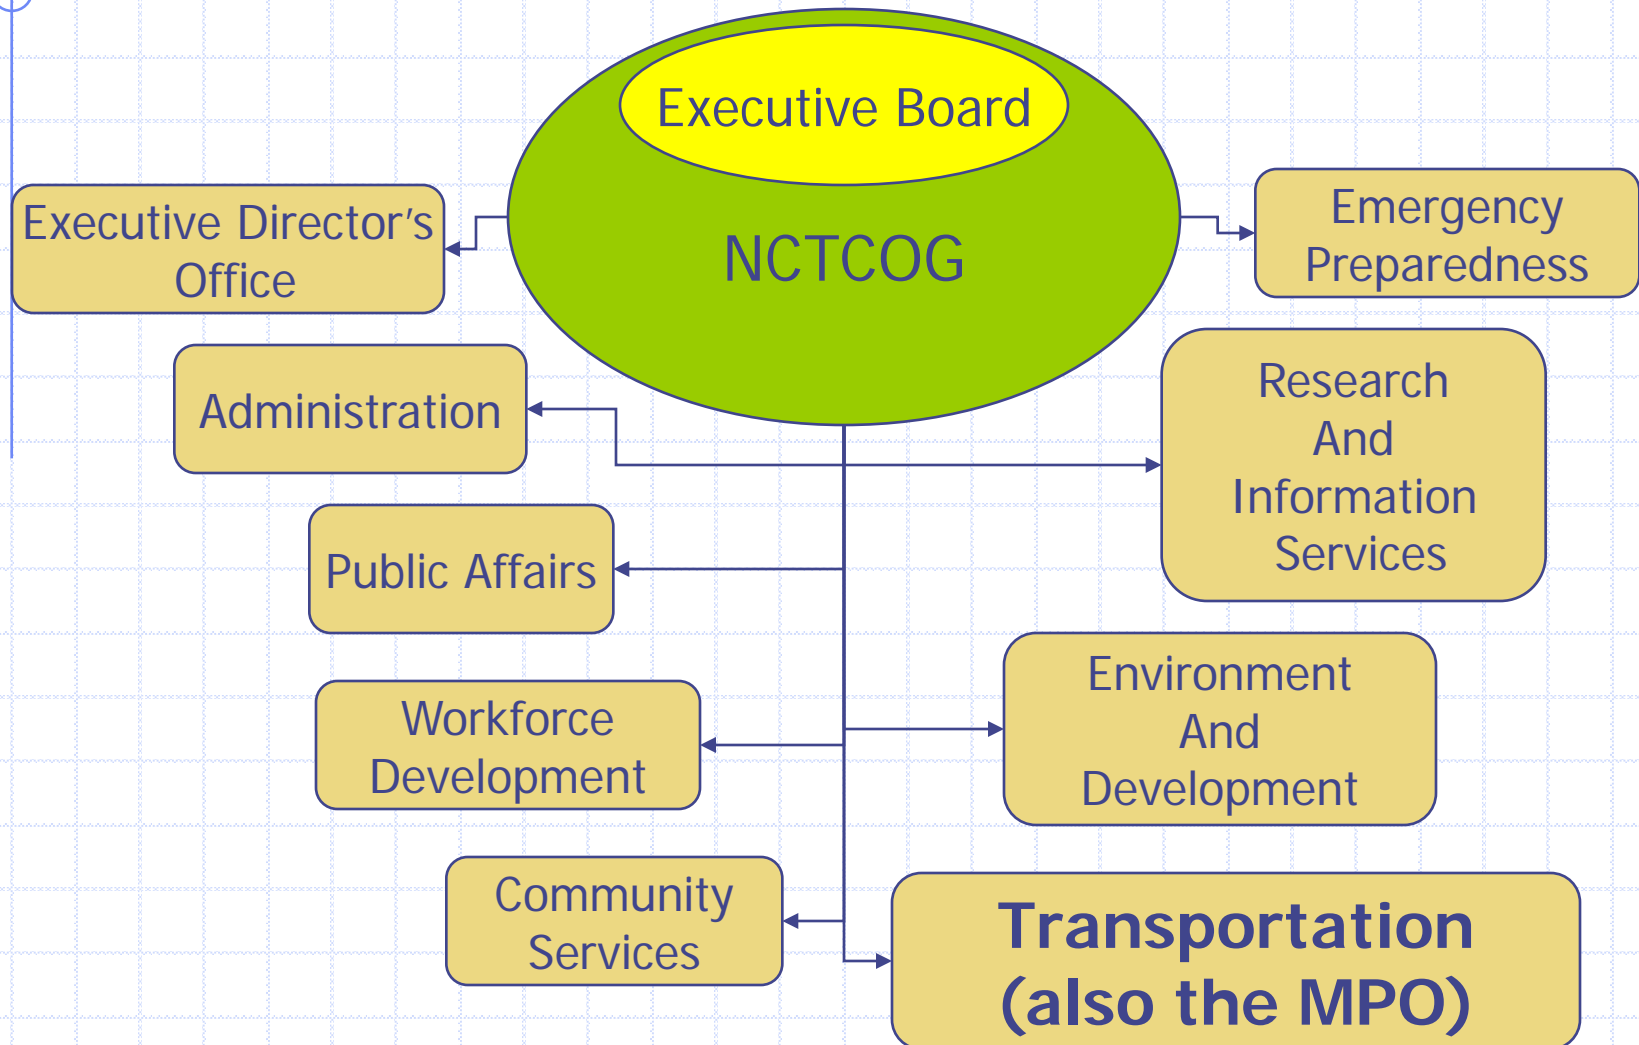 Executive Board
NCTCOG
Executive Director's
Office
Emergency
Preparedness
Administration
Research
And
Information
Services
Public Affairs
Workforce
Development
Environment
And
Development
Community
Services
Transportation
(also the MPO)